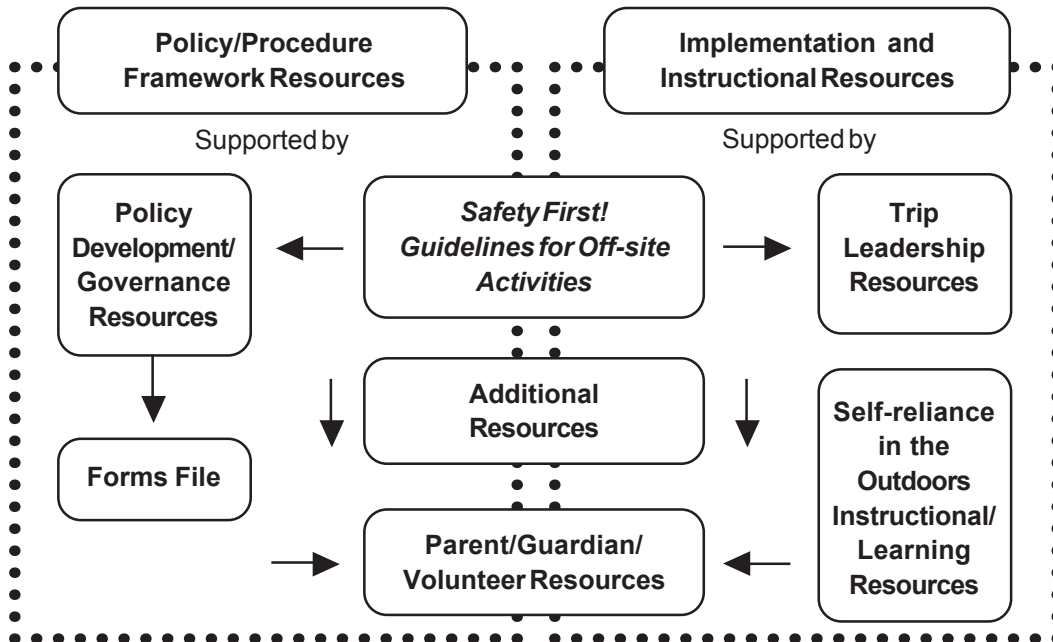 Policy/Procedure
Framework Resources
Implementation and
Instructional Resources
Supported by
Supported by
Policy
Development/
Governance
Resources
Safety First!
Guidelines for Off-site
Activities
Trip
Leadership
Resources
Additional
Resources
Self-reliance
in the
Outdoors
Instructional/
Learning
Resources
Forms File
Parent/Guardian/
Volunteer Resources